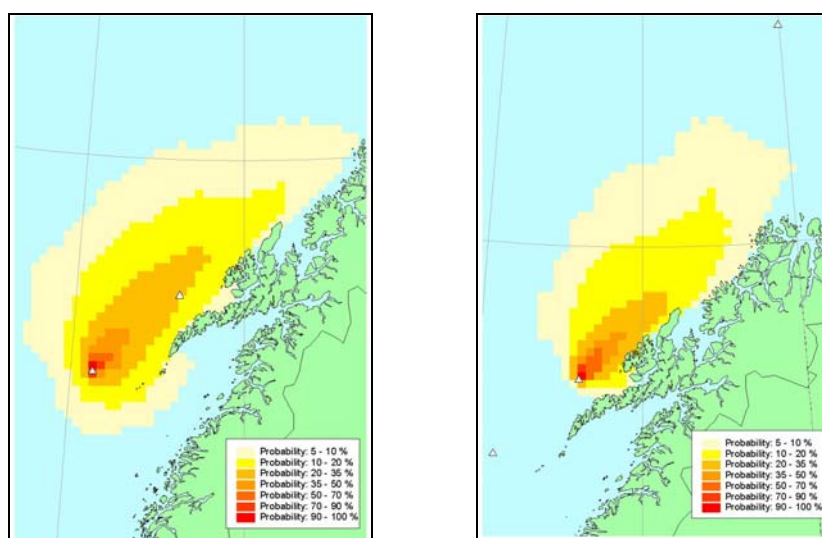 Probability: 5 - 10 %
Probability: 10 - 20 %
Probability: 20 - 35 %
Probability: 35 - 50 %
Probability: 50 - 70 %
Probability: 70 - 90 %
Probability: 90 - 100 %
Probability: 5 - 10 %
Probability: 10 - 20 %
Probability: 20 - 35 %
Probability: 35 - 50 %
Probability: 50 - 70 %
Probability: 70 - 90 %
Probability: 90 - 100 %